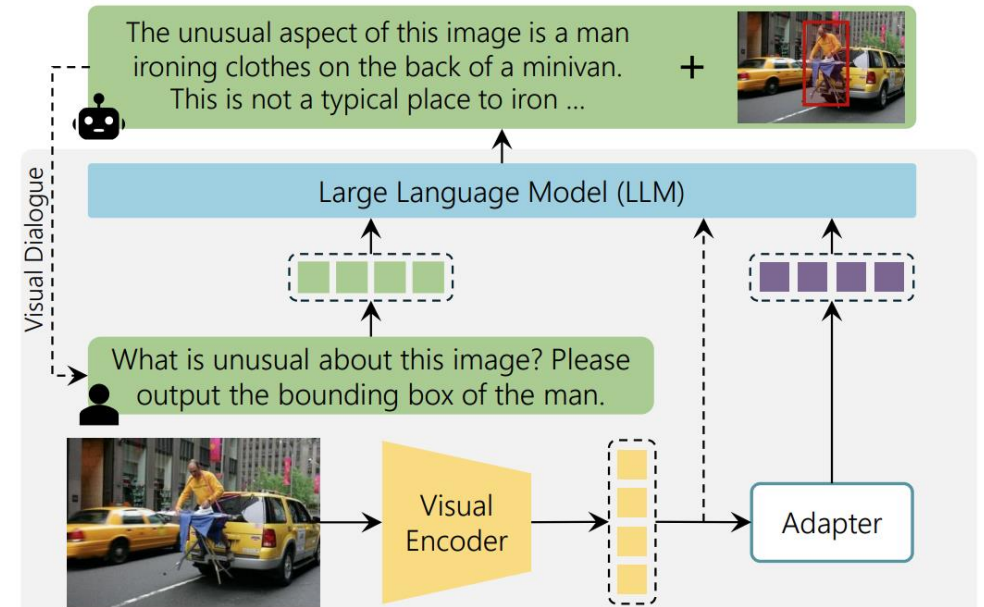 The unusual aspect of this image is a man
ironing clothes on the back of a minivan.
This is not a typical place to iron ...
+
Large Language Model (LLM)
Visual Dialogue
What is unusual about this image? Please
output the bounding box of the man.
Visual
Encoder
Adapter